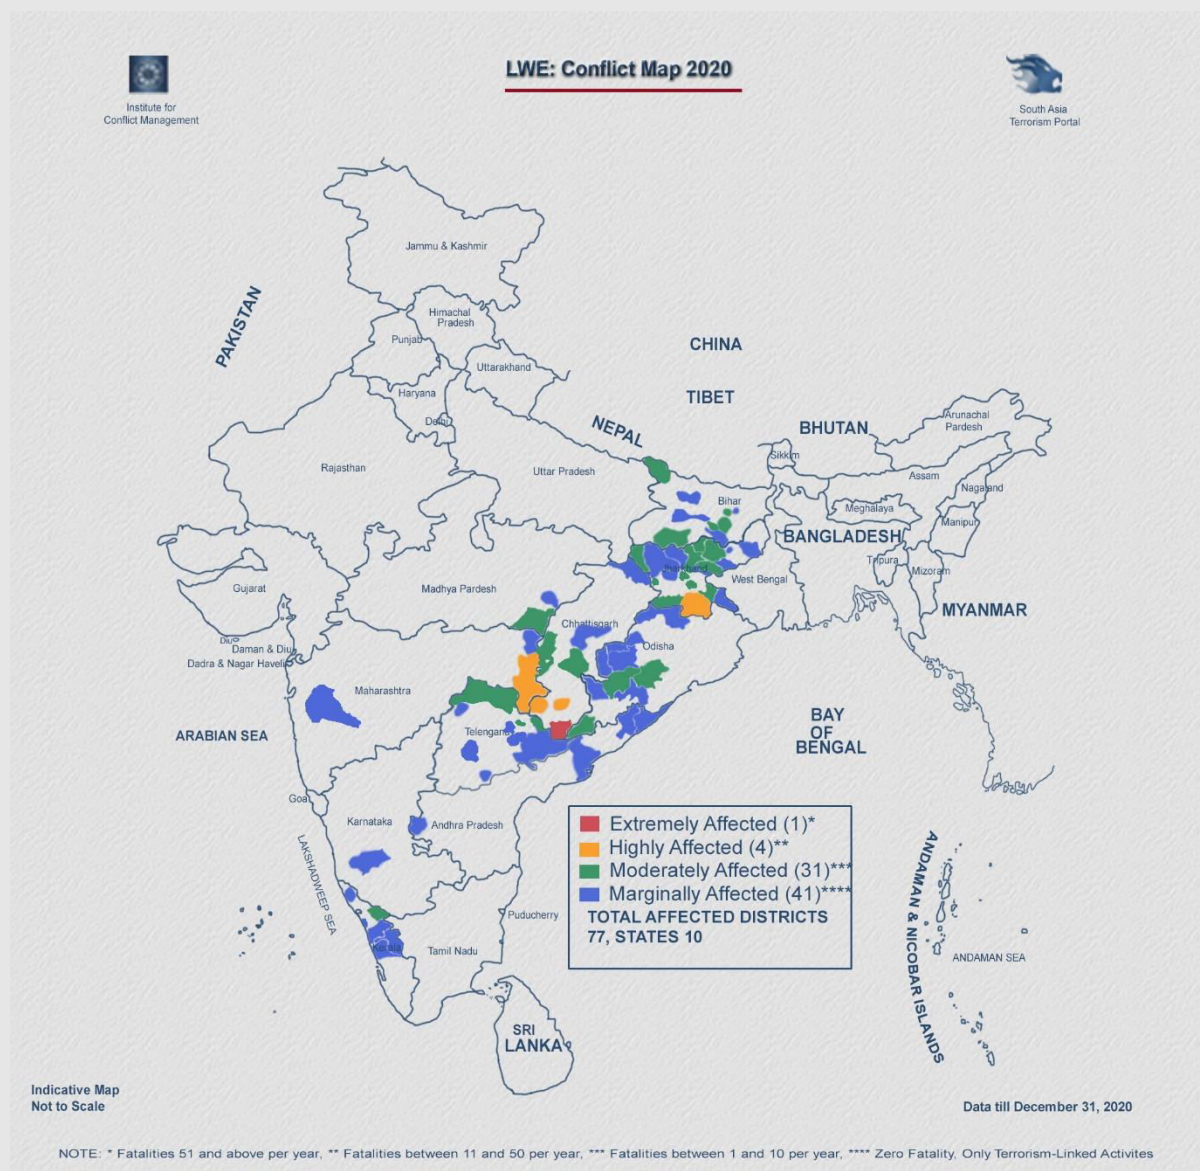 LWE: Conflict Map 2020
Institute for
Conflict Management
South Asia
Terrorism Portal
Jammu & Kashmir
PAKISTAN
Himachal
Pradesh
Punjab
CHINA
Uttarakhand
Haryana
TIBET
Delhi
NEPAL
BHUTAN
Arunachal
Pardesh
Sikkim
Rajasthan
Uttar Pradesh
Assam
Nagaland
Bihar
Meghalaya
Manipur
BANGLADESH
Tripura
Mizoram
Jharkhand
West Bengal
Gujarat
Madhya Pardesh
MYANMAR
Chhattisgarh
Diu
Daman & Diu
Odisha
Dadra & Nagar Haveli
Maharashtra
ARABIAN SEA
BAY
OF
BENGAL
Telengana
Goa
Karnataka
Andhra Pradesh
LAKSHADWEEP SEA
Extremely Affected (1)*
Highly Affected (4)**
Moderately Affected (31)***
Marginally Affected (41)****
TOTAL AFFECTED DISTRICTS
77, STATES 10
ANDAMAN & NICOBAR ISLANDS
Puducherry
Kerala
Tamil Nadu
ANDAMAN SEA
SRI
LANKA
Indicative Map
Not to Scale
Data till December 31, 2020
NOTE: * Fatalities 51 and above per year, ** Fatalities between 11 and 50 per year, *** Fatalities between 1 and 10 per year, **** Zero Fatality, Only Terrorism-Linked Activites